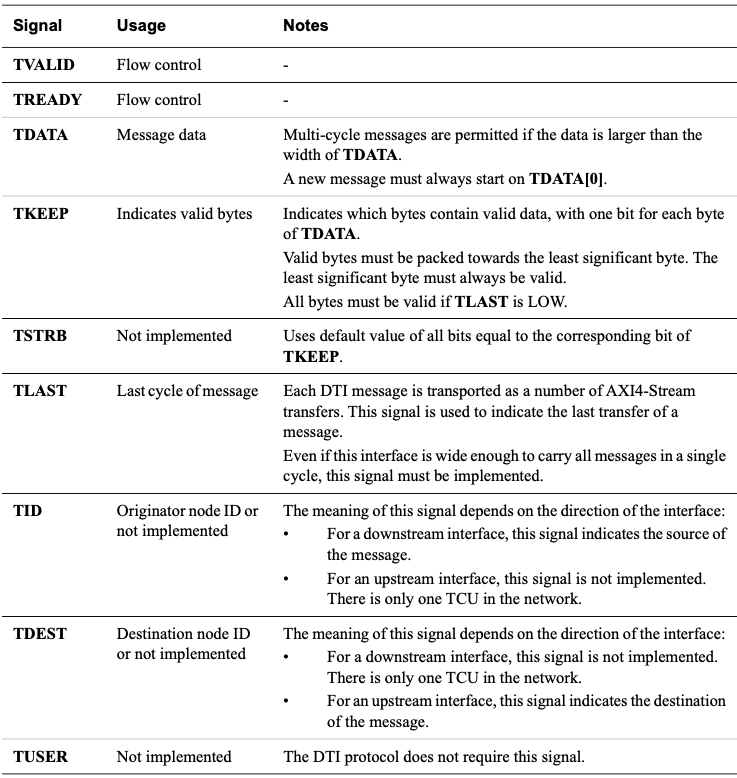 Signal Usage Notes
TVALID Flow control -
TREADY Flow control -
TDATA Message data Multi-cycle messages are permitted if the data is larger than the
width of TDATA.
A new message must always start on TDATA[0].
TKEEP Indicates valid bytes Indicates which bytes contain valid data, with one bit for each byte
of TDATA.
Valid bytes must be packed towards the least significant byte. The
least significant byte must always be valid.
All bytes must be valid if TLAST is LOW.
TSTRB Not implemented Uses default value of all bits equal to the corresponding bit of
TKEEP.
TLAST Last cycle of message Each DTI message is transported as a number of AXI4-Stream
transfers. This signal is used to indicate the last transfer of a
message.
Even if this interface is wide enough to carry all messages in a single
cycle, this signal must be implemented.
TID Originator node ID or The meaning of this signal depends on the direction of the interface:
not implemented • For a downstream interface, this signal indicates the source of
the message.
• For an upstream interface, this signal is not implemented.
There is only one TCU in the network.
TDEST Destination node ID The meaning of this signal depends on the direction of the interface:
or not implemented • For a downstream interface, this signal is not implemented.
There is only one TCU in the network.
• For an upstream interface, this signal indicates the destination
of the message.
TUSER Not implemented The DTI protocol does not require this signal.